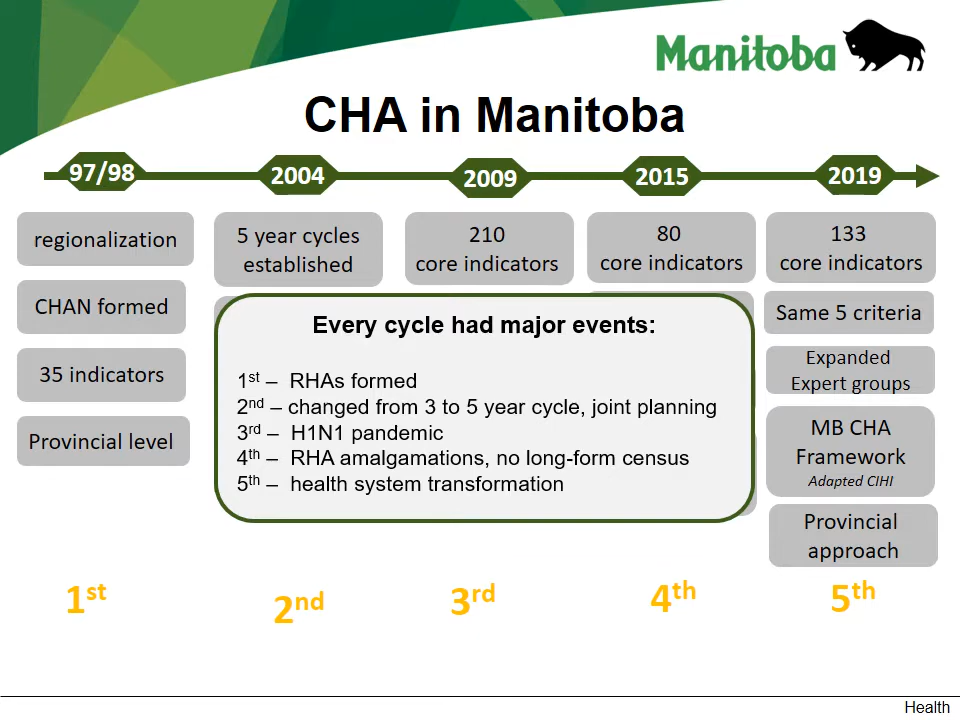 Manitoba
CHA in Manitoba
97/98
2004
2009
2015
2019
regionalization
CHAN formed
35 indicators
Provincial level
5 year cycles
established
210
core indicators
80
core indicators
133
core indicators
Same 5 criteria
Expanded
Expert groups
MB CHA
Framework
Adapted CIHI
Provincial
approach
Every cycle had major events:
1st – RHAs formed
2nd – changed from 3 to 5 year cycle, joint planning
3rd – H1N1 pandemic
4th – RHA amalgamations, no long-form census
5th – health system transformation
1st
2nd
3rd
4th
5th
Health